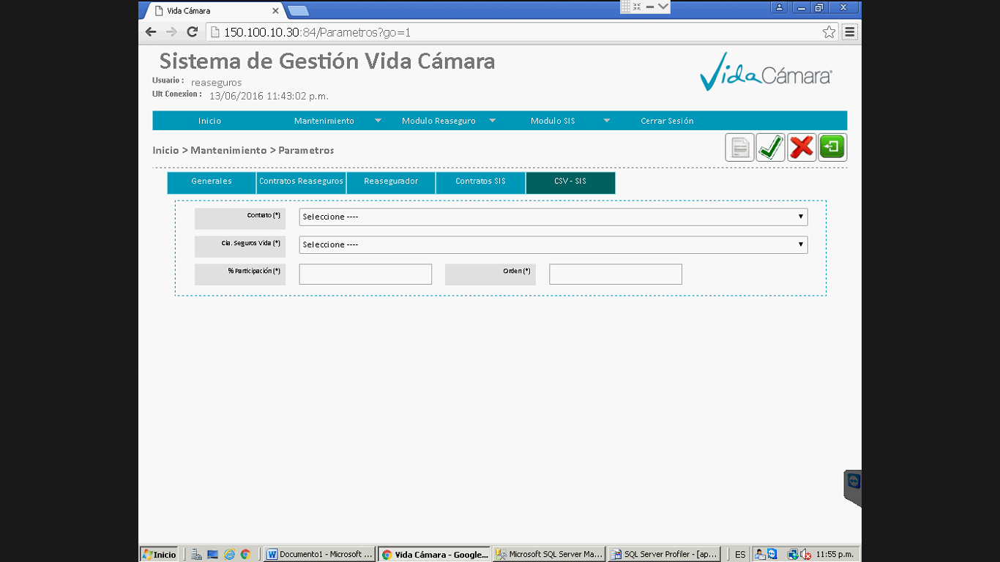 Vida Cámara
150.100.10.30:84/Parametros?go=1
Sistema de Gestión Vida Cámara
Usuario : reaseguros
Ult Conexion : 13/06/2016 11:43:02 p.m.
VidaCámara
Inicio Mantenimiento Modulo Reaseguro Modulo SIS Cerrar Sesión
Inicio > Mantenimiento > Parametros
Generales Contratos Reaseguros Reasegurador Contratos SIS CSV - SIS
Contrato (*) Seleccione ----
Cia. Seguros Vida (*) Seleccione ----
% Participación (*) Orden (*)
Inicio Documento1 - Microsoft ... Vida Cámara - Google... Microsoft SQL Server Ma... SQL Server Profiler - [ap... ES 11:55 p.m.